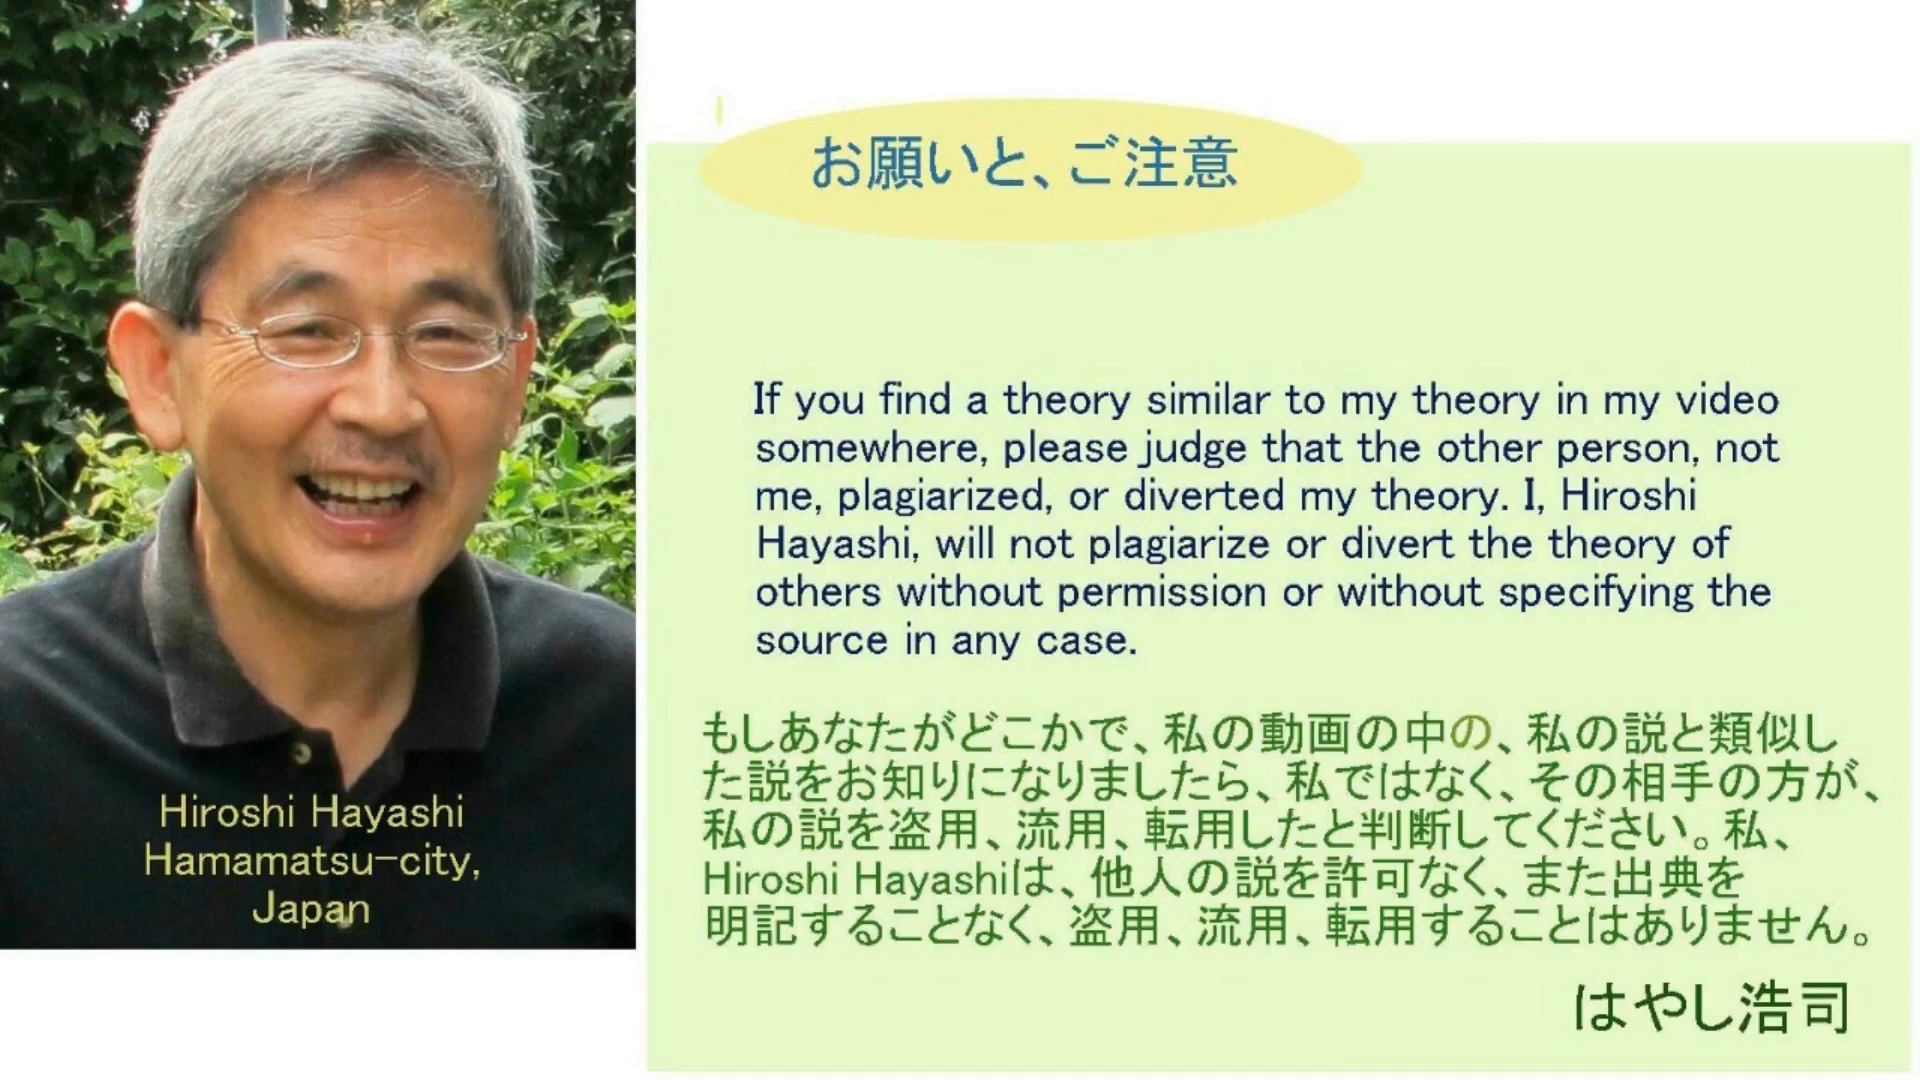 お願いと、ご注意
If you find a theory similar to my theory in my video
somewhere, please judge that the other person, not
me, plagiarized, or diverted my theory. I, Hiroshi
Hayashi, will not plagiarize or divert the theory of
others without permission or without specifying the
source in any case.
もしあなたがどこかで、私の動画の中の、私の説と類似し
た説をお知りになりましたら、私ではなく、その相手の方が、
私の説を盗用、流用、転用したと判断してください。私、
Hiroshi Hayashiは、他人の説を許可なく、また出典を
明記することなく、盗用、流用、転用することはありません。
はやし浩司
Hiroshi Hayashi
Hamamatsu-city,
Japan